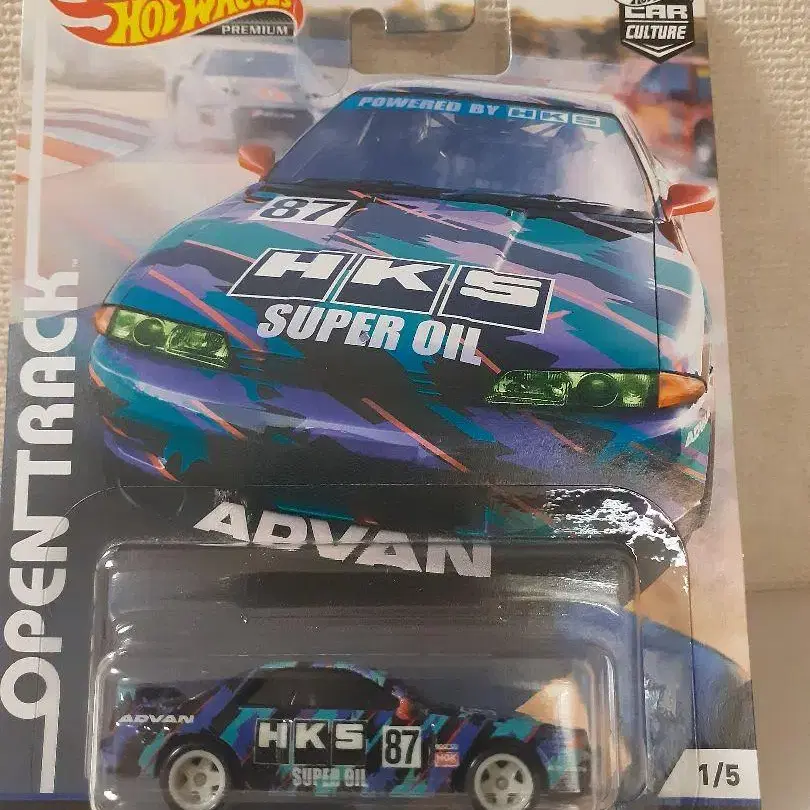 HOT WHEELS
PREMIUM
CAR
CULTURE
POWERED BY HKS
87
HKS
SUPER OIL
OPEN TRACK™
ADVAN
ADVAN
HKS
87
SUPER OIL
1/5